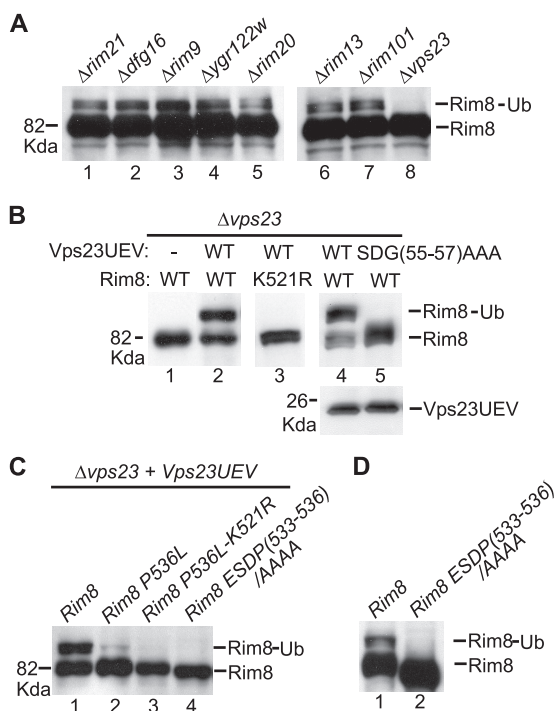 A
Δrim21 Δdfg16 Δrim9 Δygr122w Δrim20 Δrim13 Δrim101 Δvps23
Rim8-Ub
82
Kda
Rim8
1 2 3 4 5 6 7 8
B
Δvps23
Vps23UEV: - WT WT WT SDG(55-57)AAA
Rim8: WT WT K521R WT WT
Rim8-Ub
82
Kda
Rim8
1 2 3 4 5
26
Kda
Vps23UEV
C
Δvps23 + Vps23UEV
Rim8 Rim8 P536L Rim8 P536L-K521R Rim8 ESDP(533-536)
/AAAA
Rim8-Ub
82
Kda
Rim8
1 2 3 4
D
Rim8 Rim8 ESDP(533-536)
/AAAA
Rim8-Ub
Rim8
1 2